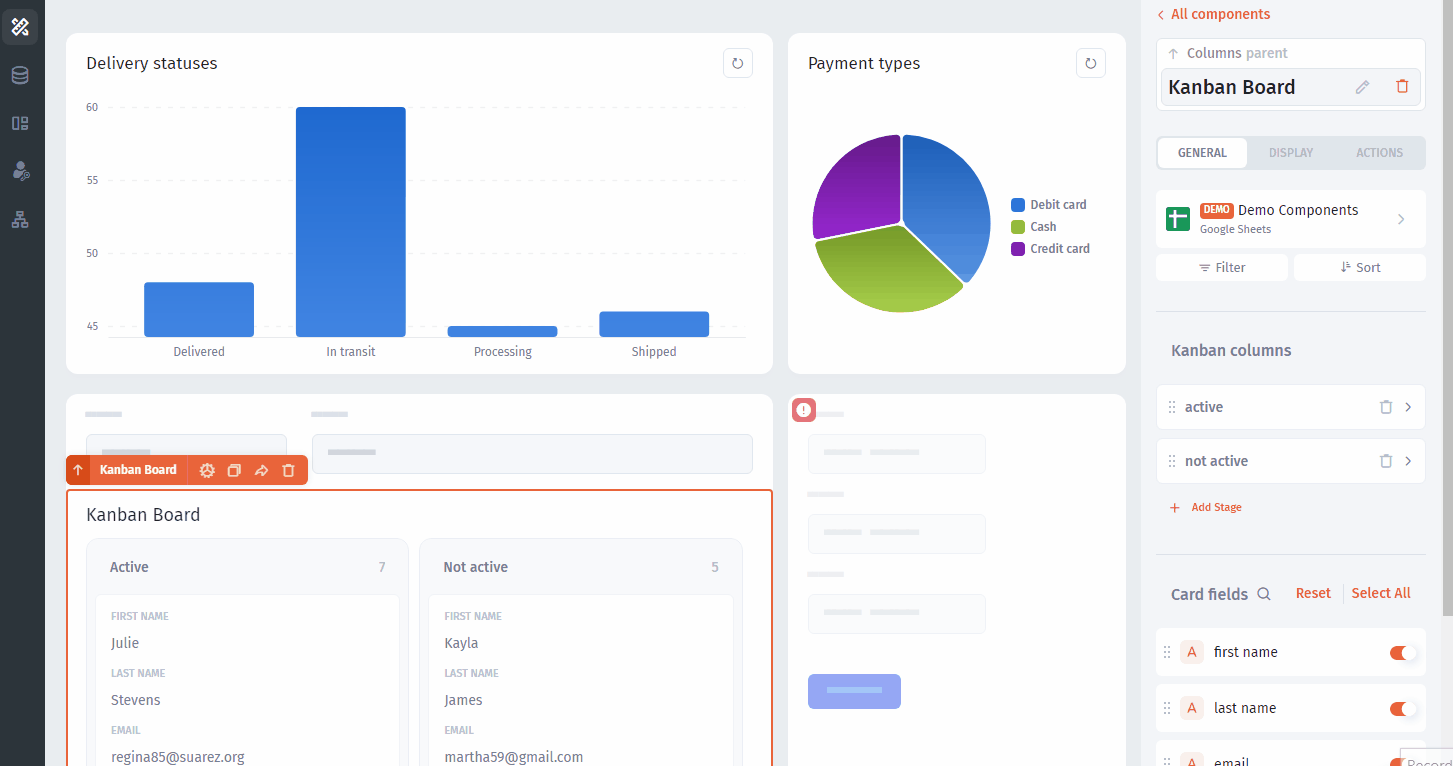 Delivery statuses
60
55
50
45
Delivered
In transit
Processing
Shipped
Payment types
Debit card
Cash
Credit card
Kanban Board
Kanban Board
Active
7
FIRST NAME
Julie
LAST NAME
Stevens
EMAIL
regina85@suarez.org
Not active
5
FIRST NAME
Kayla
LAST NAME
James
EMAIL
martha59@gmail.com
All components
Columns parent
Kanban Board
GENERAL
DISPLAY
ACTIONS
DEMO Demo Components
Google Sheets
Filter
Sort
Kanban columns
active
not active
+ Add Stage
Card fields
Reset
Select All
A first name
A last name
A email